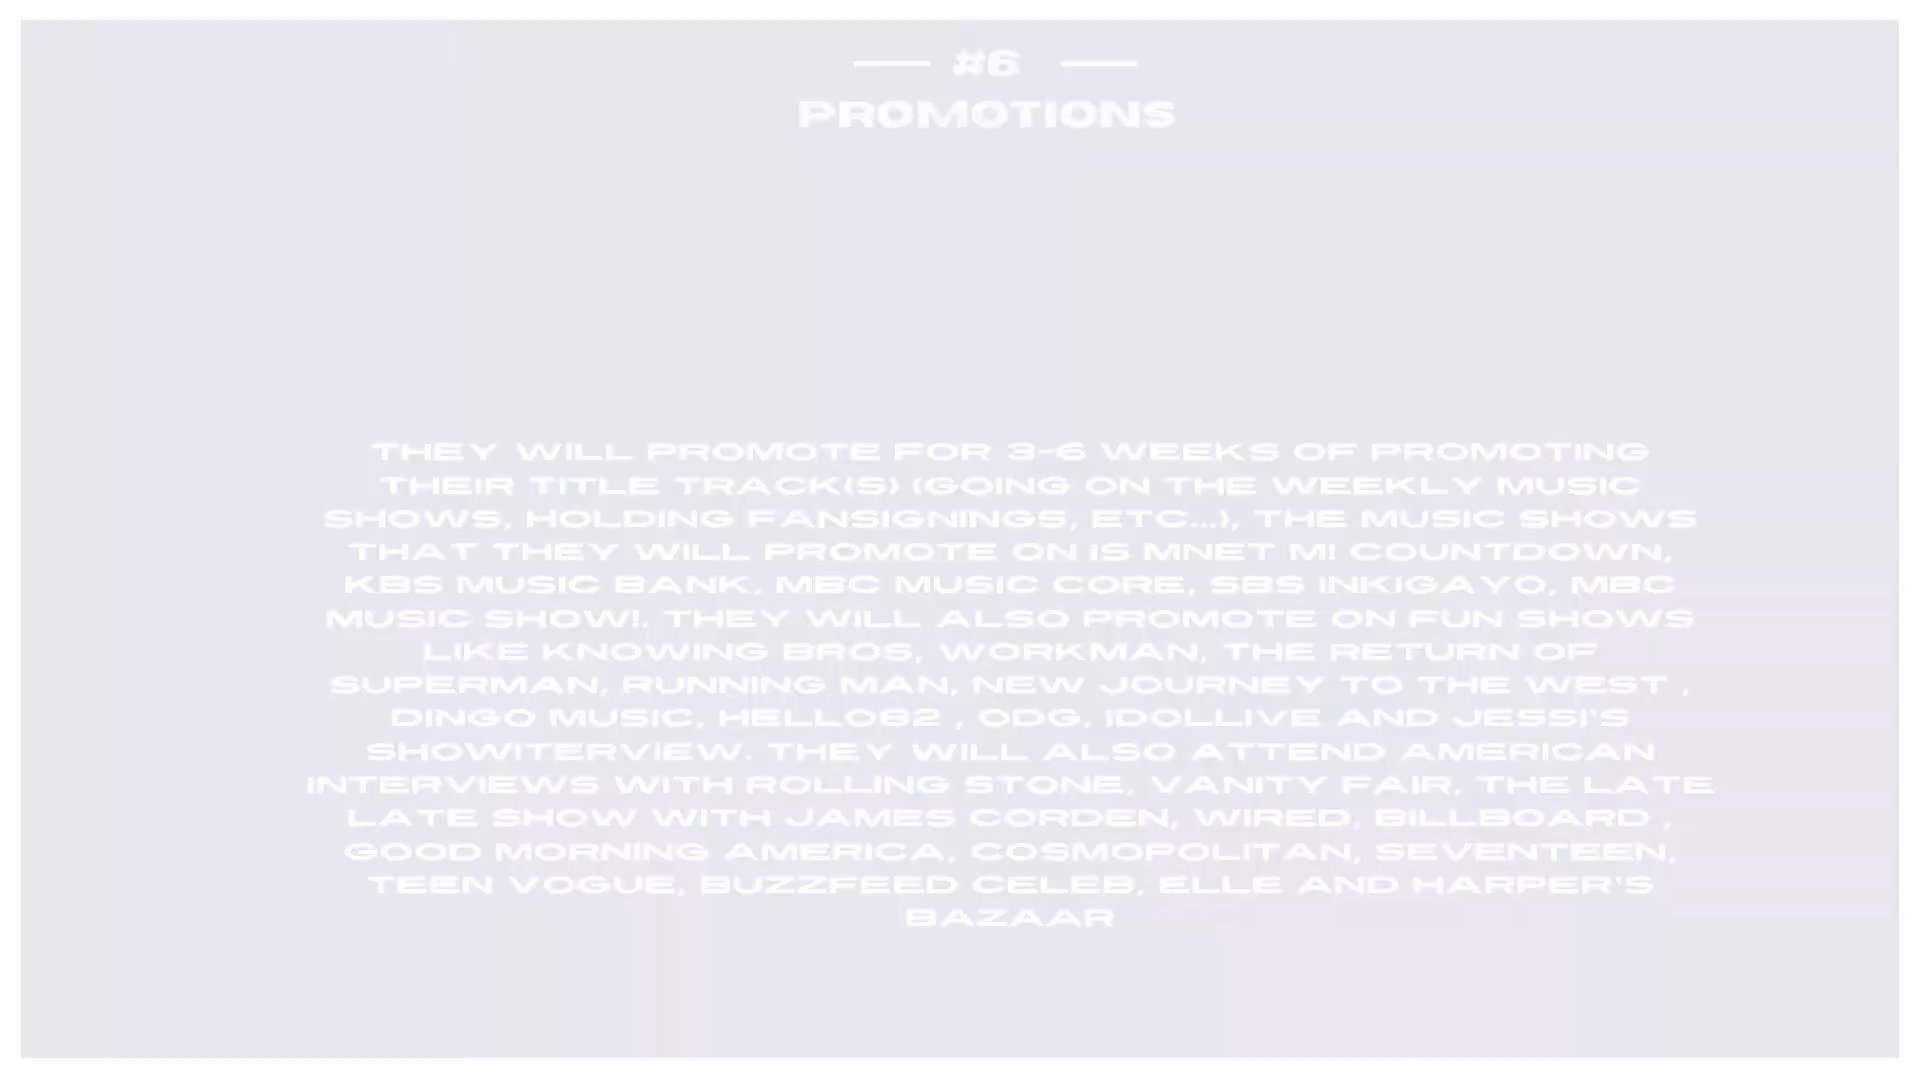 #6
PROMOTIONS
THEY WILL PROMOTE FOR 3-6 WEEKS OF PROMOTING
THEIR TITLE TRACK(S) (GOING ON THE WEEKLY MUSIC
SHOWS, HOLDING FANSIGNINGS, ETC...), THE MUSIC SHOWS
THAT THEY WILL PROMOTE ON IS MNET M! COUNTDOWN,
KBS MUSIC BANK, MBC MUSIC CORE, SBS INKIGAYO, MBC
MUSIC SHOW!. THEY WILL ALSO PROMOTE ON FUN SHOWS
LIKE KNOWING BROS, WORKMAN, THE RETURN OF
SUPERMAN, RUNNING MAN, NEW JOURNEY TO THE WEST ,
DINGO MUSIC, HELLO82 , ODG, IDOLLIVE AND JESSI'S
SHOWITERVIEW. THEY WILL ALSO ATTEND AMERICAN
INTERVIEWS WITH ROLLING STONE, VANITY FAIR, THE LATE
LATE SHOW WITH JAMES CORDEN, WIRED, BILLBOARD ,
GOOD MORNING AMERICA, COSMOPOLITAN, SEVENTEEN,
TEEN VOGUE, BUZZFEED CELEB, ELLE AND HARPER'S
BAZAAR